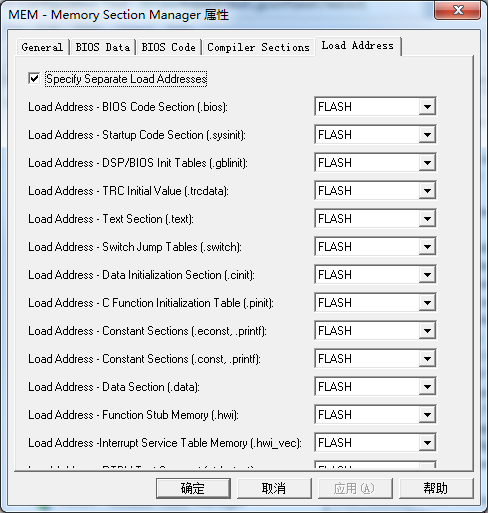 MEM - Memory Section Manager 属性
General BIOS Data BIOS Code Compiler Sections Load Address
Specify Separate Load Addresses
Load Address - BIOS Code Section (.bios): FLASH
Load Address - Startup Code Section (.sysinit): FLASH
Load Address - DSP/BIOS Init Tables (.gblinit): FLASH
Load Address - TRC Initial Value (.trcdata): FLASH
Load Address - Text Section (.text): FLASH
Load Address - Switch Jump Tables (.switch): FLASH
Load Address - Data Initialization Section (.cinit): FLASH
Load Address - C Function Initialization Table (.pinit): FLASH
Load Address - Constant Sections (.econst, .printf): FLASH
Load Address - Constant Sections (.const, .printf): FLASH
Load Address - Data Section (.data): FLASH
Load Address - Function Stub Memory (.hwi): FLASH
Load Address -Interrupt Service Table Memory (.hwi_vec): FLASH
确定 取消 应用(A) 帮助